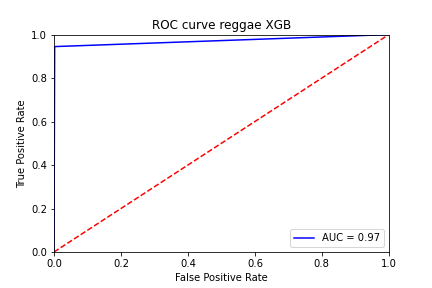 ROC curve reggae XGB
True Positive Rate
1.0
0.8
0.6
0.4
0.2
0.0
AUC = 0.97
0.0 0.2 0.4 0.6 0.8 1.0
False Positive Rate